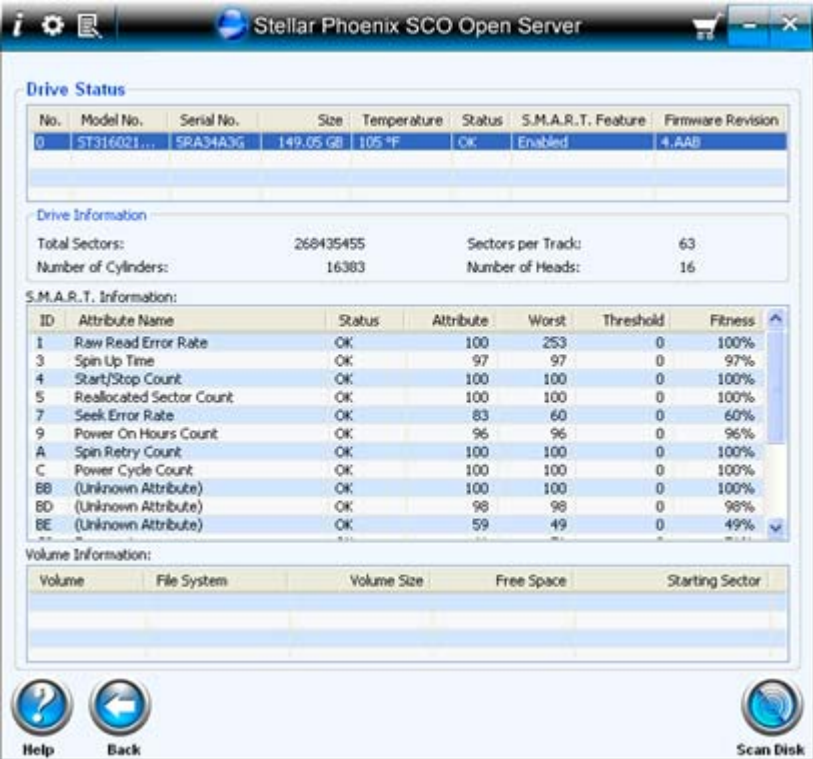 i
Stellar Phoenix SCO Open Server
Drive Status
No. Model No. Serial No. Size Temperature Status S.M.A.R.T. Feature Firmware Revision
0 ST316021... 5RA34A3G 149.05 GB 105 °F OK Enabled 4.AAB
Drive Information
Total Sectors: 268435455 Sectors per Track: 63
Number of Cylinders: 16383 Number of Heads: 16
S.M.A.R.T. Information:
ID Attribute Name Status Attribute Worst Threshold Fitness
1 Raw Read Error Rate OK 100 253 0 100%
3 Spin Up Time OK 97 97 0 97%
4 Start/Stop Count OK 100 100 0 100%
5 Reallocated Sector Count OK 100 100 0 100%
7 Seek Error Rate OK 83 60 0 60%
9 Power On Hours Count OK 96 96 0 96%
A Spin Retry Count OK 100 100 0 100%
C Power Cycle Count OK 100 100 0 100%
BB (Unknown Attribute) OK 100 100 0 100%
BD (Unknown Attribute) OK 98 98 0 98%
BE (Unknown Attribute) OK 59 49 0 49%
Volume Information:
Volume File System Volume Size Free Space Starting Sector
Help Back Scan Disk